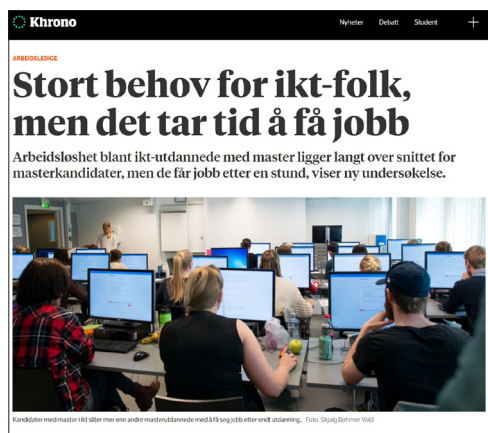 Khrono
Nyheter Debatt Student
ARBEIDSLEDIGE
Stort behov for ikt-folk,
men det tar tid å få jobb
Arbeidsløshet blant ikt-utdannede med master ligger langt over snittet for
masterkandidater, men de får jobb etter en stund, viser ny undersøkelse.
Kandidater med master i ikt sliter mer enn andre masterutdannede med å få seg jobb etter endt utdanning.. Foto: Skjalg Bøhmer Vold